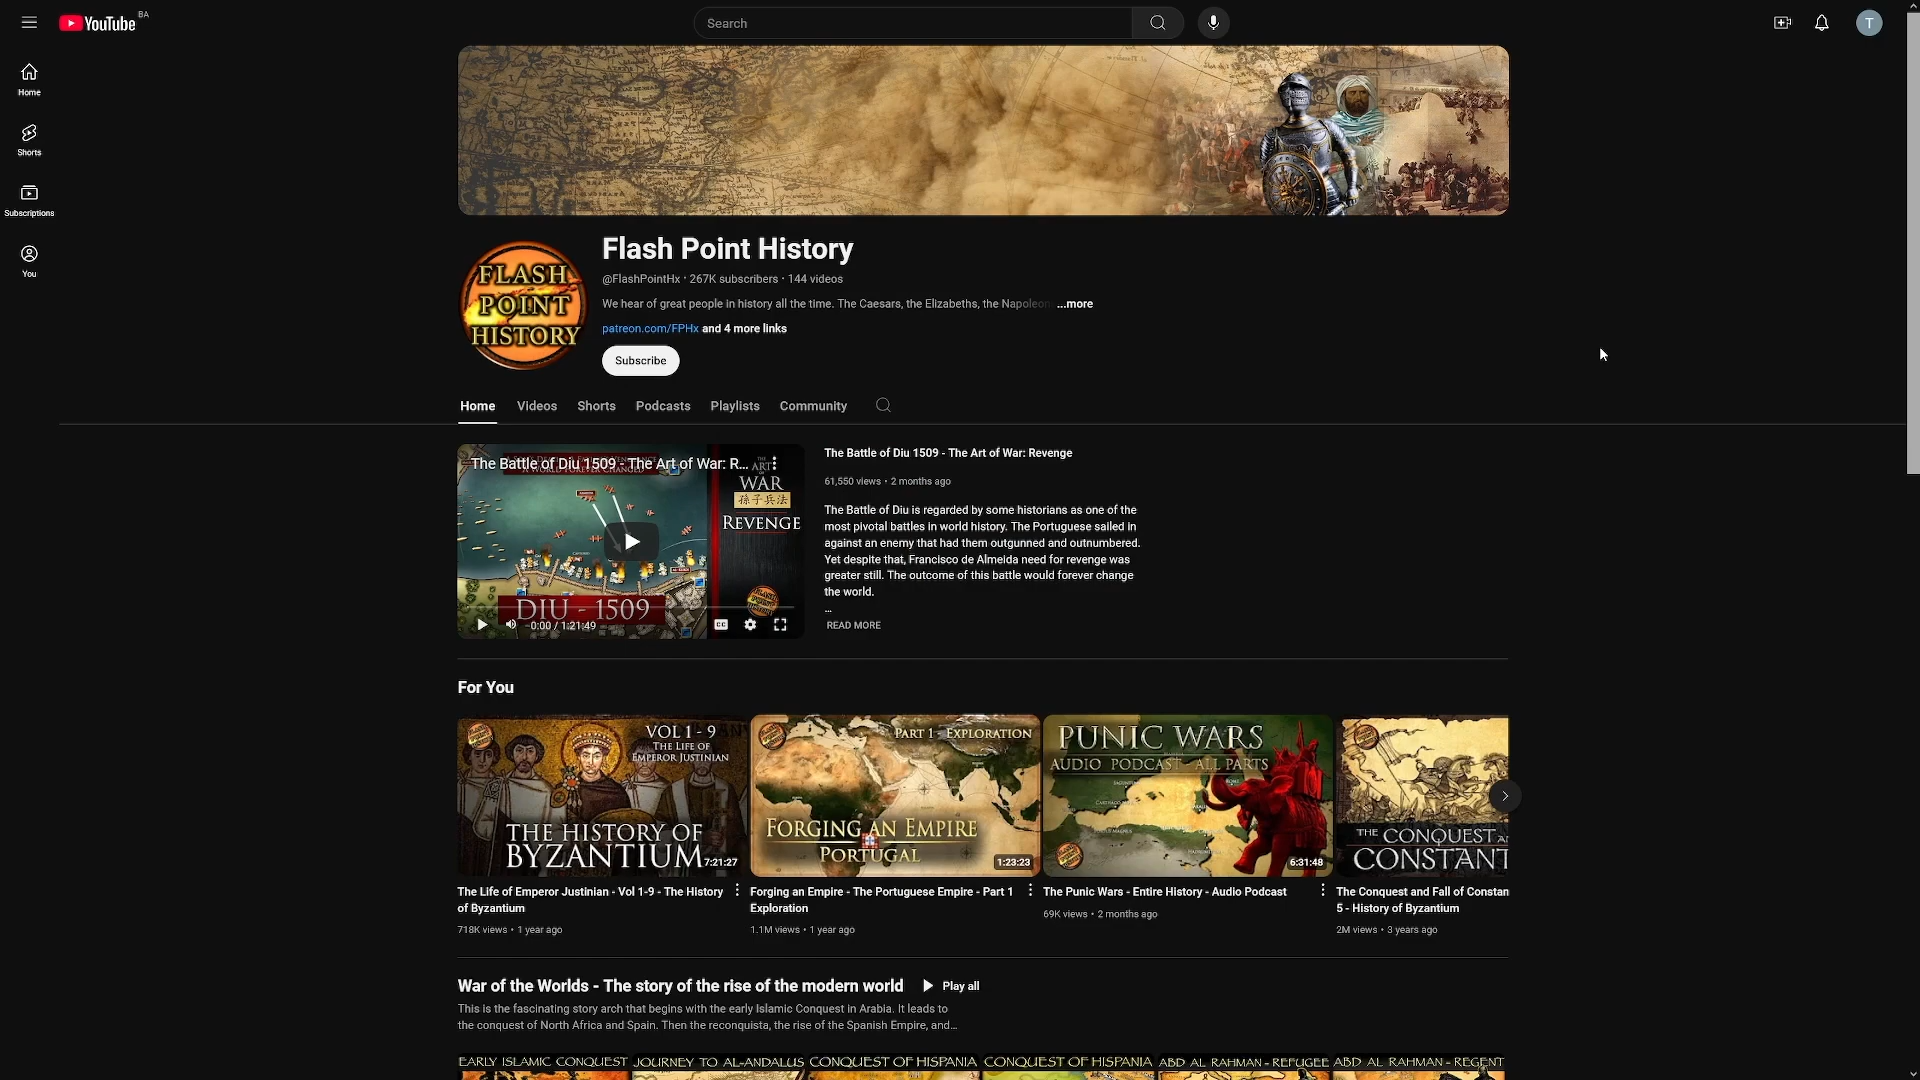 YouTube BA
Search
T
Home
Shorts
Subscriptions
You
FLASH
POINT
HISTORY
Flash Point History
@FlashPointHx • 267K subscribers • 144 videos
We hear of great people in history all the time. The Caesars, the Elizabeths, the Napoleon ...more
patreon.com/FPHx and 4 more links
Subscribe
Home Videos Shorts Podcasts Playlists Community
The Battle of Diu 1509 - The Art of War: R...
THE
ART OF
WAR
孫子兵法
REVENGE
DIU - 1509
0:00 / 1:21:49
The Battle of Diu 1509 - The Art of War: Revenge
61,550 views • 2 months ago
The Battle of Diu is regarded by some historians as one of the
most pivotal battles in world history. The Portuguese sailed in
against an enemy that had them outgunned and outnumbered.
Yet despite that, Francisco de Almeida need for revenge was
greater still. The outcome of this battle would forever change
the world.
...
READ MORE
For You
VOL 1 - 9
THE LIFE OF
EMPEROR JUSTINIAN
THE HISTORY OF
BYZANTIUM
7:21:27
The Life of Emperor Justinian - Vol 1-9 - The History
of Byzantium
718K views • 1 year ago
PART 1 - EXPLORATION
FORGING AN EMPIRE
PORTUGAL
1:23:23
Forging an Empire - The Portuguese Empire - Part 1
Exploration
1.1M views • 1 year ago
PUNIC WARS
AUDIO PODCAST - ALL PARTS
6:31:48
The Punic Wars - Entire History - Audio Podcast
69K views • 2 months ago
THE CONQUEST A
CONSTANT
The Conquest and Fall of Constan
5 - History of Byzantium
2M views • 3 years ago
War of the Worlds - The story of the rise of the modern world Play all
This is the fascinating story arch that begins with the early Islamic Conquest in Arabia. It leads to
the conquest of North Africa and Spain. Then the reconquista, the rise of the Spanish Empire, and...
EARLY ISLAMIC CONQUEST JOURNEY TO AL-ANDALUS CONQUEST OF HISPANIA CONQUEST OF HISPANIA ABD AL RAHMAN - REFUGEE ABD AL RAHMAN - REGENT